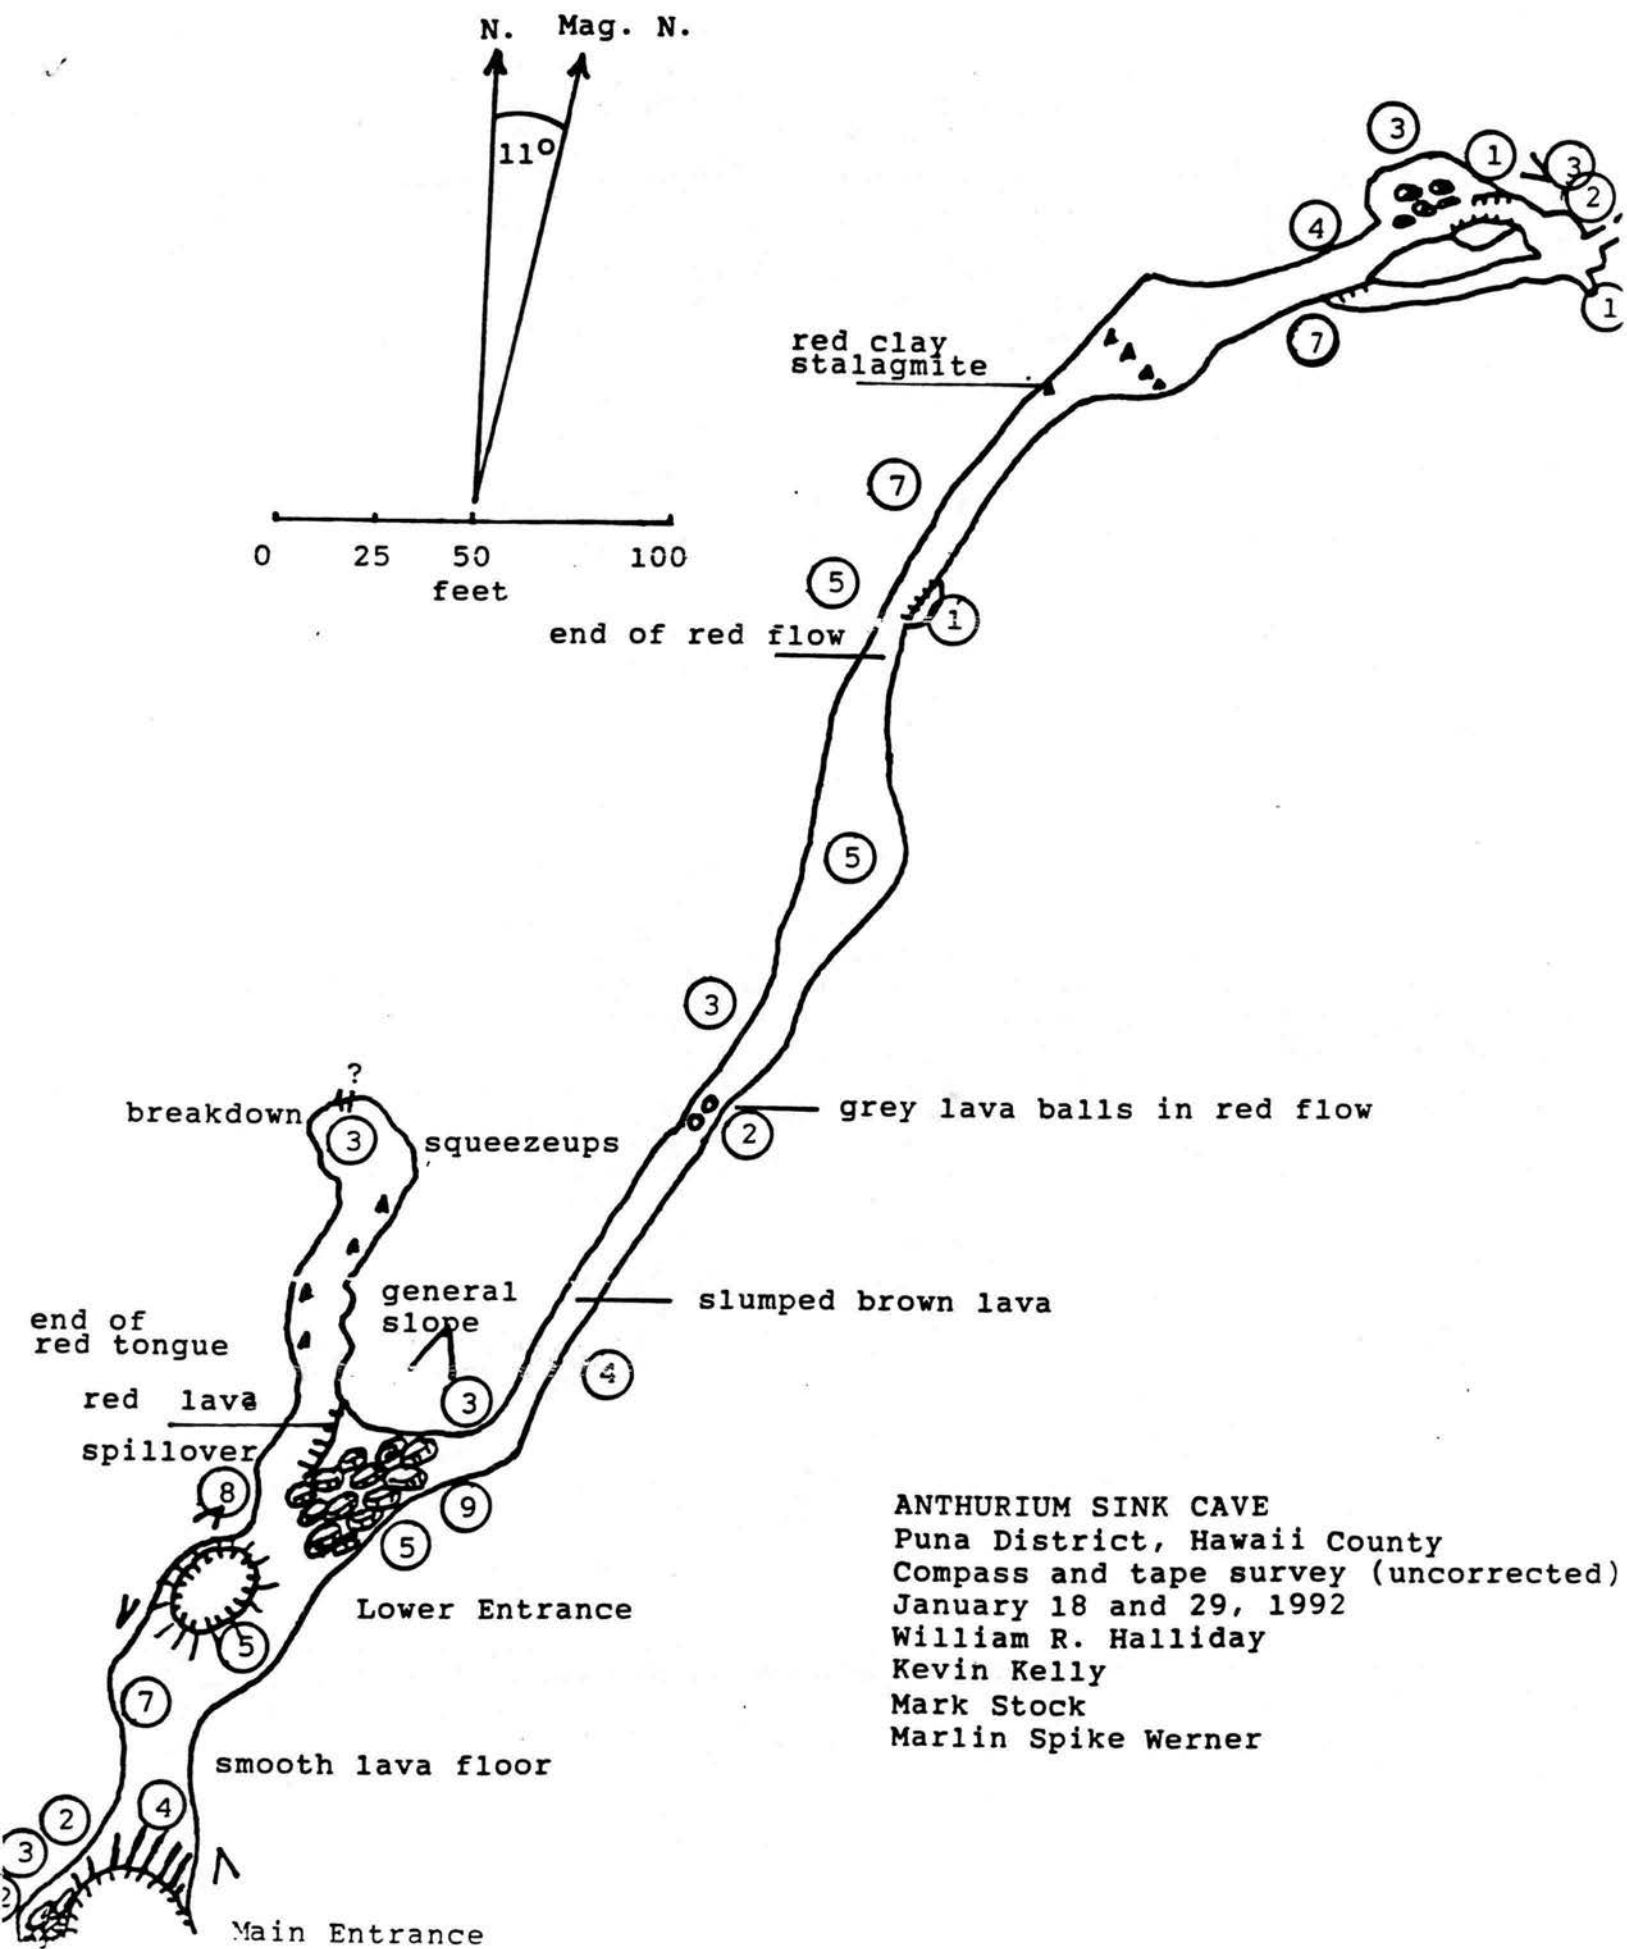 N. Mag. N.
11°
0 25 50 100
feet
3
1
3
2
4
1
7
red clay
stalagmite
7
5
1
end of red flow
5
3
?
breakdown
3
squeezeups
grey lava balls in red flow
2
general
slope
slumped brown lava
end of
red tongue
4
red lava
3
spillover
8
9
5
Lower Entrance
5
7
smooth lava floor
4
2
3
2
Main Entrance
ANTHURIUM SINK CAVE
Puna District, Hawaii County
Compass and tape survey (uncorrected)
January 18 and 29, 1992
William R. Halliday
Kevin Kelly
Mark Stock
Marlin Spike Werner